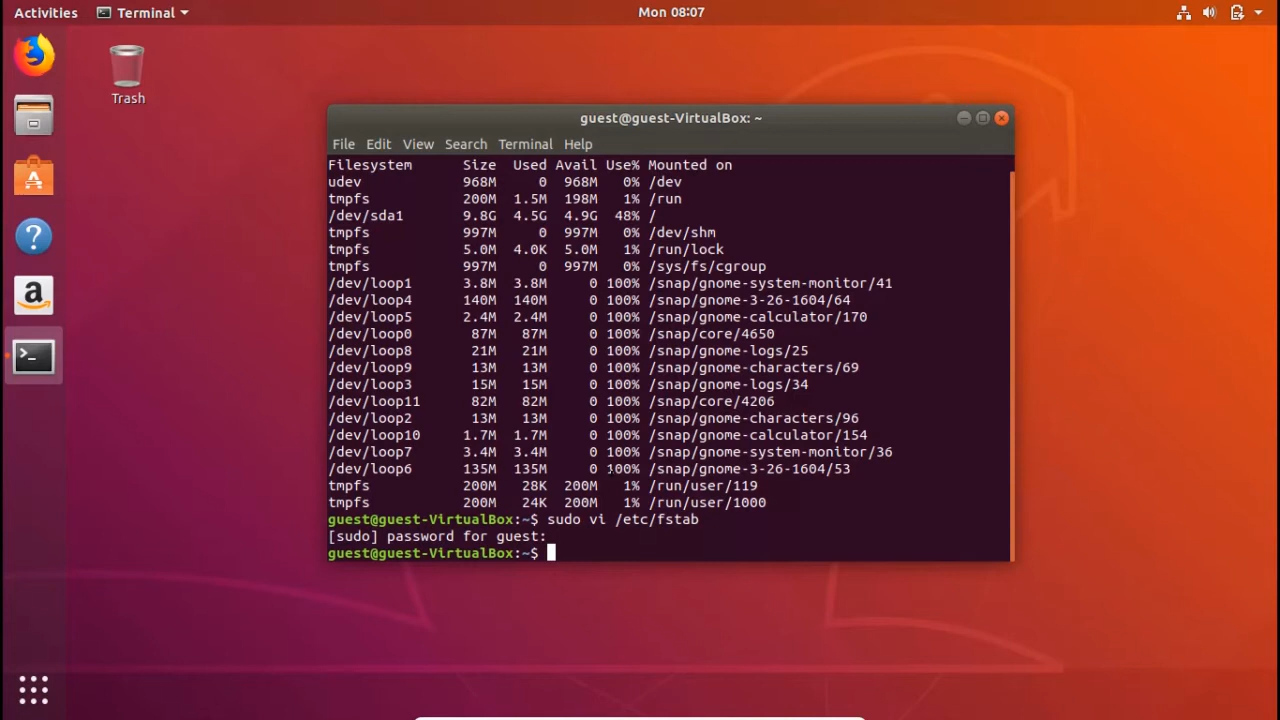 Activities Terminal Mon 08:07
Trash
guest@guest-VirtualBox: ~
File Edit View Search Terminal Help
Filesystem      Size  Used Avail Use% Mounted on
udev            968M     0  968M   0% /dev
tmpfs           200M  1.5M  198M   1% /run
/dev/sda1       9.8G  4.5G  4.9G  48% /
tmpfs           997M     0  997M   0% /dev/shm
tmpfs           5.0M  4.0K  5.0M   1% /run/lock
tmpfs           997M     0  997M   0% /sys/fs/cgroup
/dev/loop1      3.8M  3.8M     0 100% /snap/gnome-system-monitor/41
/dev/loop4      140M  140M     0 100% /snap/gnome-3-26-1604/64
/dev/loop5      2.4M  2.4M     0 100% /snap/gnome-calculator/170
/dev/loop0       87M   87M     0 100% /snap/core/4650
/dev/loop8       21M   21M     0 100% /snap/gnome-logs/25
/dev/loop9       13M   13M     0 100% /snap/gnome-characters/69
/dev/loop3       15M   15M     0 100% /snap/gnome-logs/34
/dev/loop11      82M   82M     0 100% /snap/core/4206
/dev/loop2       13M   13M     0 100% /snap/gnome-characters/96
/dev/loop10     1.7M  1.7M     0 100% /snap/gnome-calculator/154
/dev/loop7      3.4M  3.4M     0 100% /snap/gnome-system-monitor/36
/dev/loop6      135M  135M     0 100% /snap/gnome-3-26-1604/53
tmpfs           200M   28K  200M   1% /run/user/119
tmpfs           200M   24K  200M   1% /run/user/1000
guest@guest-VirtualBox:~$ sudo vi /etc/fstab
[sudo] password for guest:
guest@guest-VirtualBox:~$